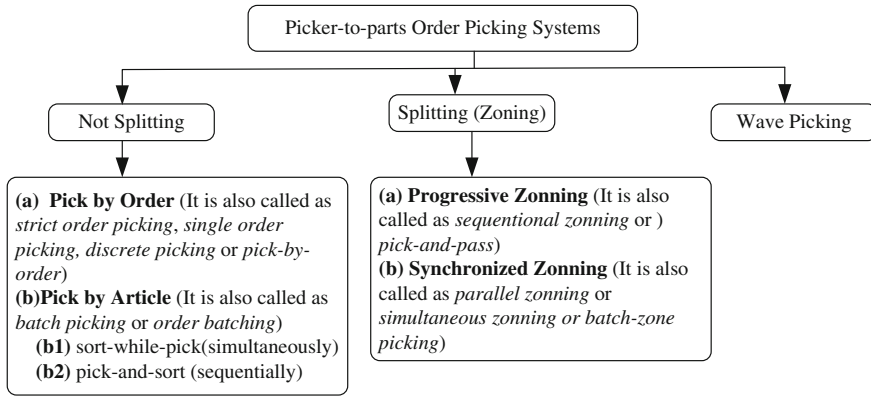 Picker-to-parts Order Picking Systems
Not Splitting
Splitting (Zoning)
Wave Picking
(a) Pick by Order (It is also called as
strict order picking, single order
picking, discrete picking or pick-by-
order)
(b)Pick by Article (It is also called as
batch picking or order batching)
(b1) sort-while-pick(simultaneously)
(b2) pick-and-sort (sequentially)
(a) Progressive Zonning (It is also
called as sequentional zonning or )
pick-and-pass)
(b) Synchronized Zonning (It is also
called as parallel zonning or
simultaneous zonning or batch-zone
picking)